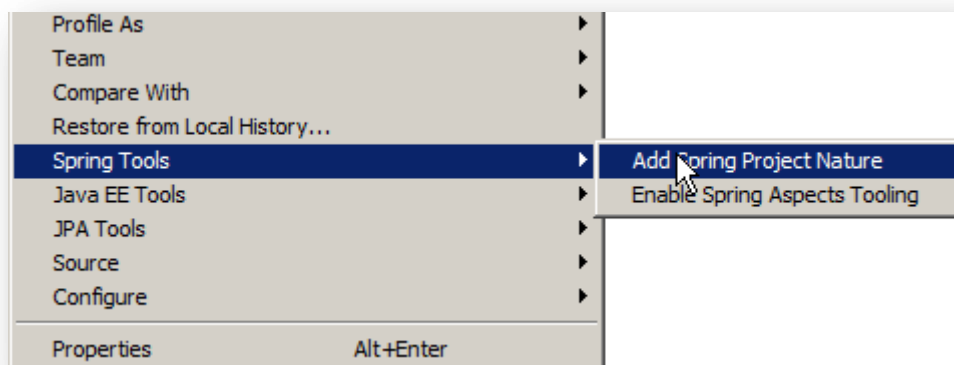 Profile As
Team
Compare With
Restore from Local History...
Spring Tools
Add Spring Project Nature
Java EE Tools
Enable Spring Aspects Tooling
JPA Tools
Source
Configure
Properties Alt+Enter